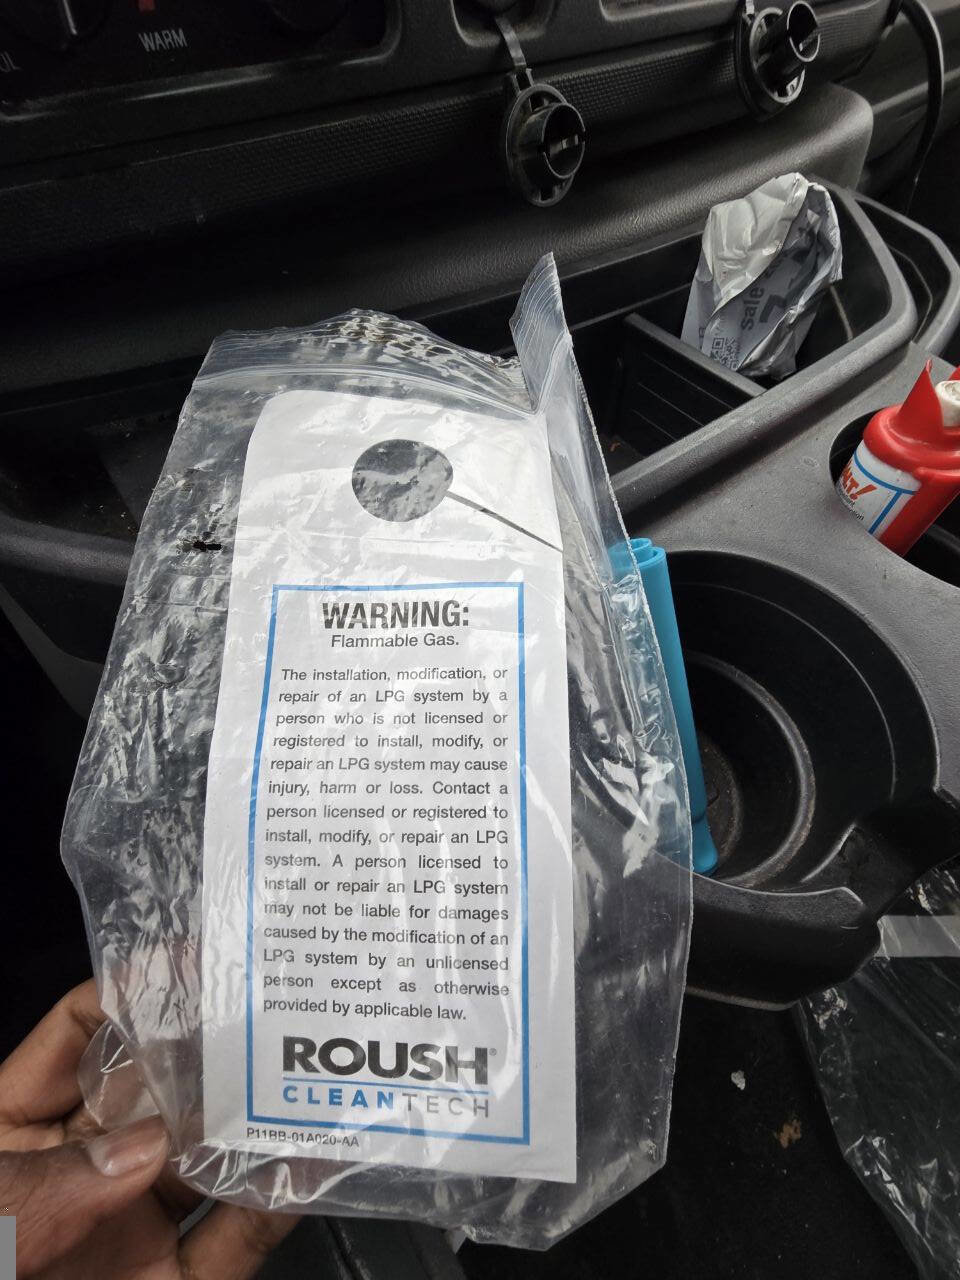 WARM
sale
WARNING:
Flammable Gas.
The installation, modification, or
repair of an LPG system by a
person who is not licensed or
registered to install, modify, or
repair an LPG system may cause
injury, harm or loss. Contact a
person licensed or registered to
install, modify, or repair an LPG
system. A person licensed to
install or repair an LPG system
may not be liable for damages
caused by the modification of an
LPG system by an unlicensed
person except as otherwise
provided by applicable law.
ROUSH®
CLEANTECH
P11BB-01A020-AA